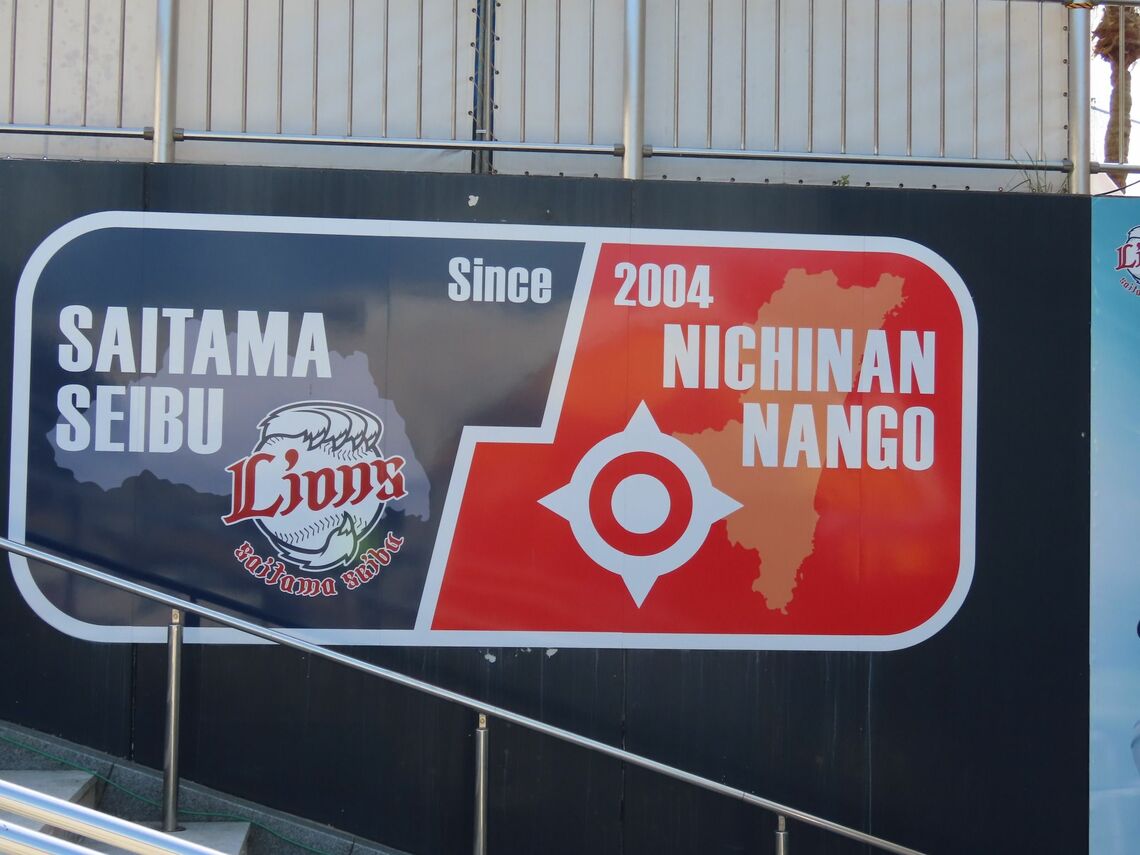 Since 2004
SAITAMA
SEIBU
Lions
saitama seibu
NICHINAN
NANGO